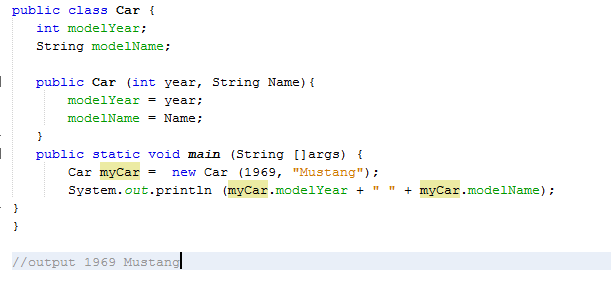 public class Car {
int modelYear;
String modelName;
public Car (int year, String Name){
modelYear = year;
modelName = Name;
}
public static void main (String []args) {
Car myCar =  new Car (1969, "Mustang");
System.out.println (myCar.modelYear + " " + myCar.modelName);
}
}
//output 1969 Mustang